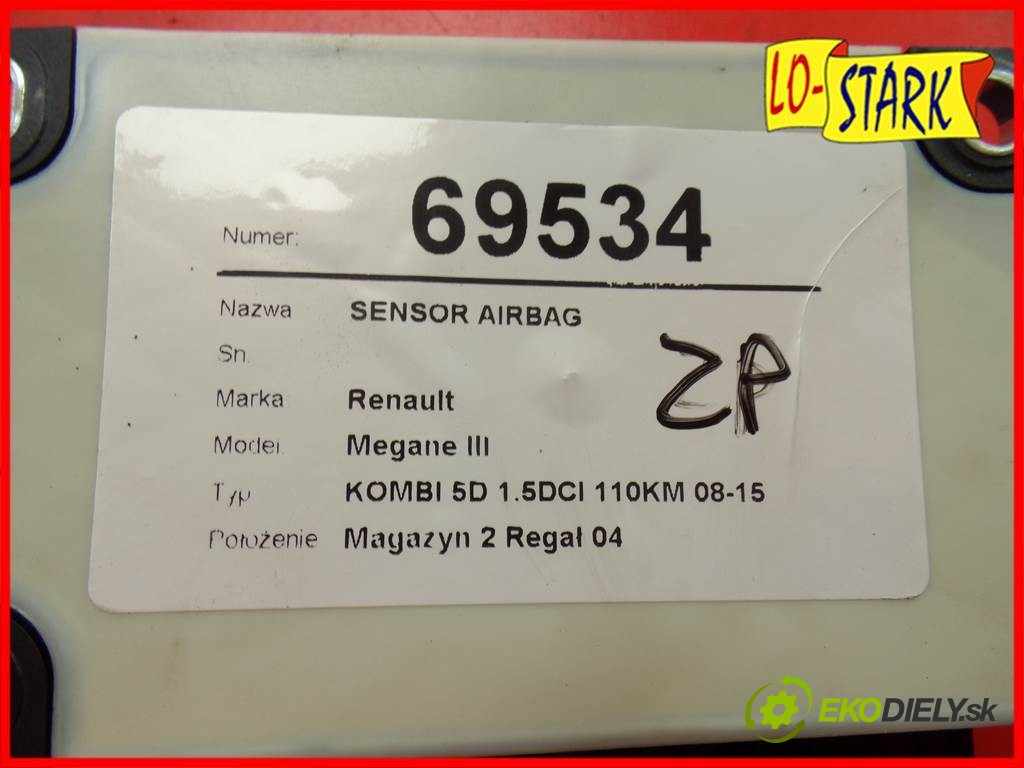 LO-STARK
Numer: 69534
Nazwa SENSOR AIRBAG
Sn.
Marka Renault
Model Megane III
Typ KOMBI 5D 1.5DCI 110KM 08-15
Położenie Magazyn 2 Regał 04
ZP
EKODIELY.sk